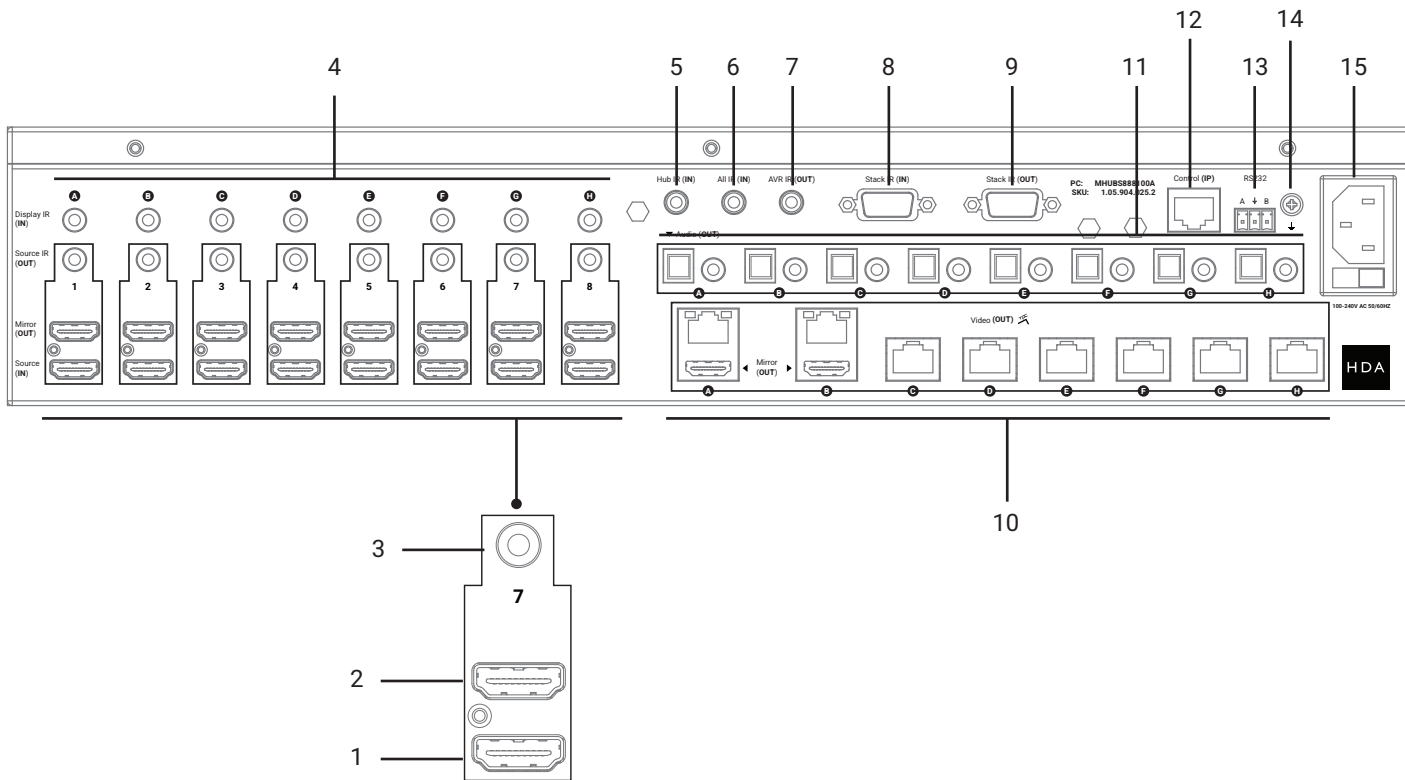 4
5
6
7
8
9
11
12
13
14
15
A
B
C
D
E
F
G
H
Hub IR (IN)
All IR (IN)
AVR IR (OUT)
Stack IR (IN)
Stack IR (OUT)
PC: MHUBS888100A
SKU: 1.05.904.825.2
Control (IP)
RS232
A B
Display IR
(IN)
Audio (OUT)
Source IR
(OUT)
1
2
3
4
5
6
7
8
A
B
C
D
E
F
G
H
100-240V AC 50/60HZ
Mirror
(OUT)
Source
(IN)
Video (OUT)
Mirror
(OUT)
A
B
C
D
E
F
G
H
HDA
10
3
7
2
1